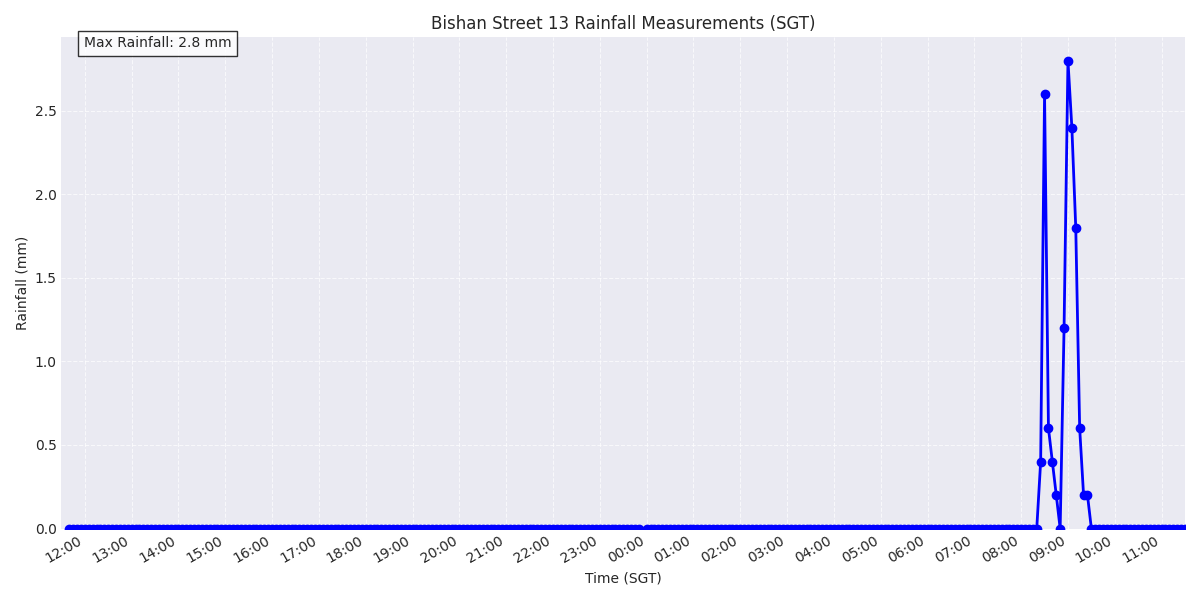 Bishan Street 13 Rainfall Measurements (SGT)
Max Rainfall: 2.8 mm
Rainfall (mm)
2.5
2.0
1.5
1.0
0.5
0.0
12:00 13:00 14:00 15:00 16:00 17:00 18:00 19:00 20:00 21:00 22:00 23:00 00:00 01:00 02:00 03:00 04:00 05:00 06:00 07:00 08:00 09:00 10:00 11:00
Time (SGT)